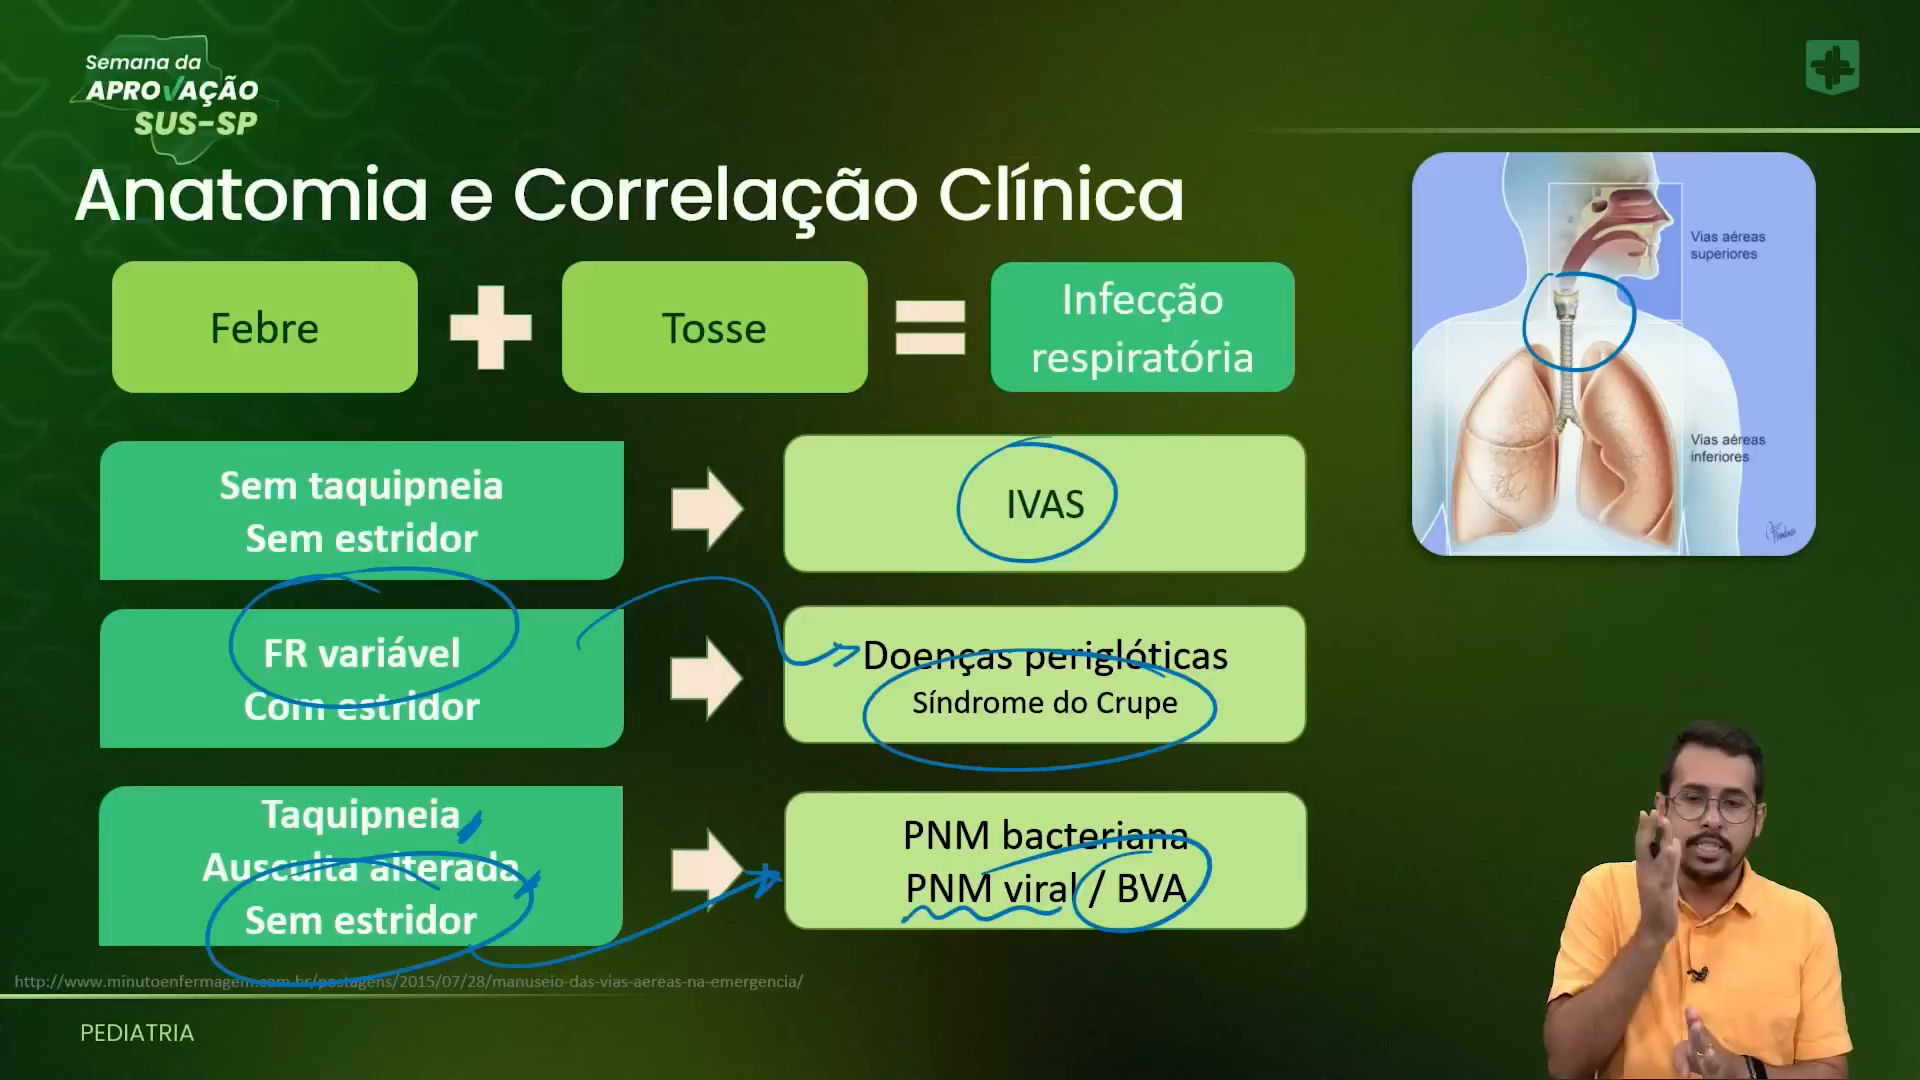 Semana da
APROVAÇÃO
SUS-SP
Anatomia e Correlação Clínica
Febre
Tosse
Infecção
respiratória
Vias aéreas
superiores
Vias aéreas
inferiores
Sem taquipneia
Sem estridor
IVAS
FR variável
Com estridor
Doenças periglóticas
Síndrome do Crupe
Taquipneia
Ausculta alterada
Sem estridor
PNM bacteriana
PNM viral / BVA
http://www.minutoenfermagem.com.br/postagens/2015/07/28/manuseio-das-vias-aereas-na-emergencia/
PEDIATRIA